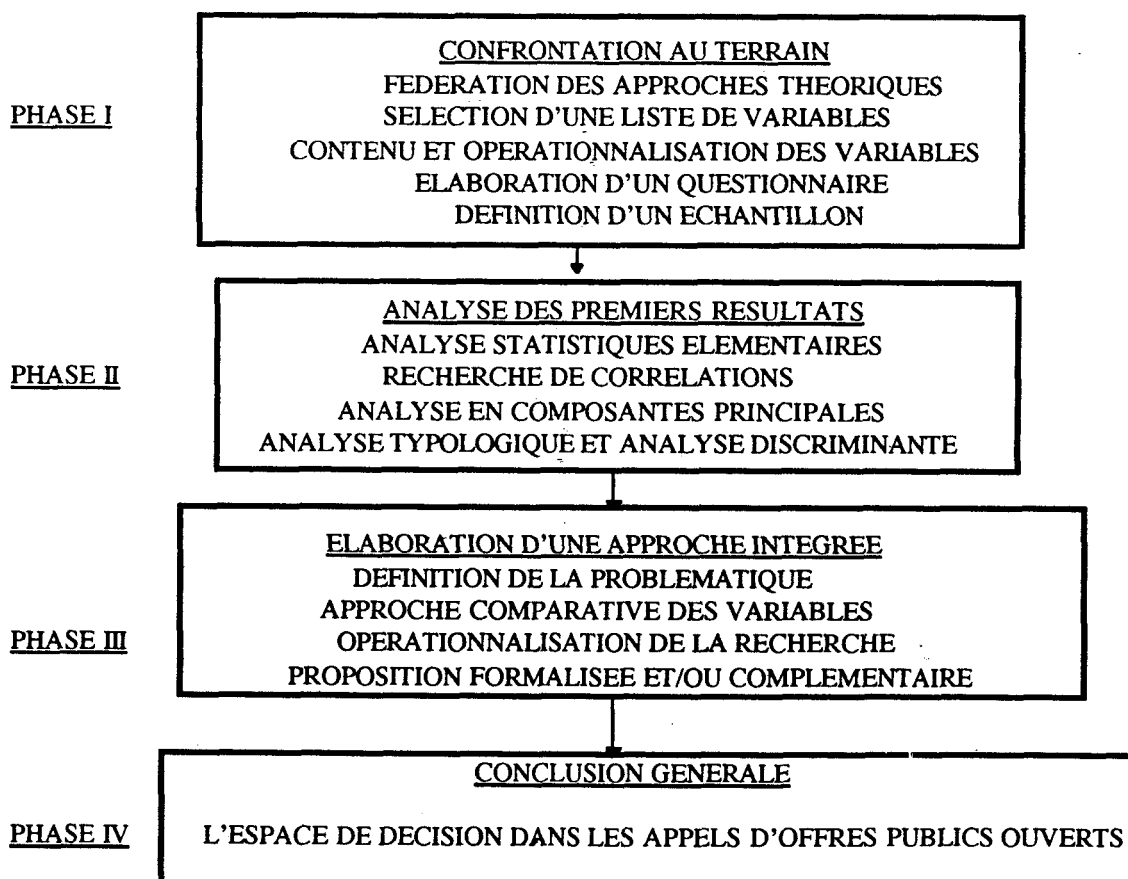 CONFRONTATION AU TERRAIN
FEDERATION DES APPROCHES THEORIQUES
PHASE I
SELECTION D'UNE LISTE DE VARIABLES
CONTENU ET OPERATIONNALISATION DES VARIABLES
ELABORATION D'UN QUESTIONNAIRE
DEFINITION D'UN ECHANTILLON
ANALYSE DES PREMIERS RESULTATS
ANALYSE STATISTIQUES ELEMENTAIRES
PHASE II
RECHERCHE DE CORRELATIONS
ANALYSE EN COMPOSANTES PRINCIPALES
ANALYSE TYPOLOGIQUE ET ANALYSE DISCRIMINANTE
ELABORATION D'UNE APPROCHE INTEGREE
DEFINITION DE LA PROBLEMATIQUE
APPROCHE COMPARATIVE DES VARIABLES
PHASE III
OPERATIONNALISATION DE LA RECHERCHE
PROPOSITION FORMALISEE ET/OU COMPLEMENTAIRE
CONCLUSION GENERALE
PHASE IV
L'ESPACE DE DECISION DANS LES APPELS D'OFFRES PUBLICS OUVERTS